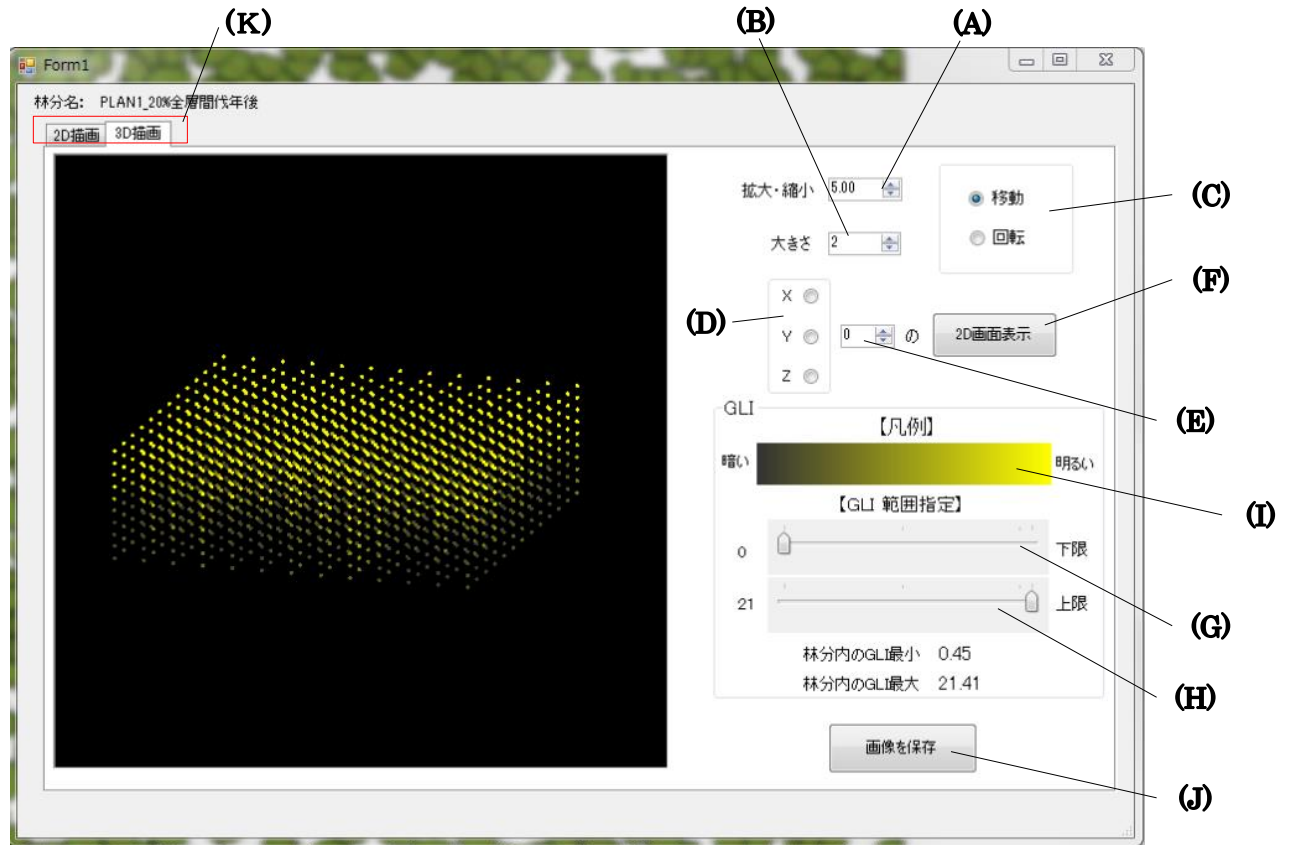 (K)
(B)
(A)
Form1
林分名: PLAN1_20%全層間伐年後
2D描画 3D描画
拡大・縮小 5.00
移動
(C)
大きさ 2
回転
(F)
X
(D)
Y 0 の 2D画面表示
Z
GLI
(E)
【凡例】
暗い 明るい
(I)
【GLI 範囲指定】
0 下限
21 上限
(G)
林分内のGLI最小 0.45
林分内のGLI最大 21.41
(H)
画像を保存
(J)